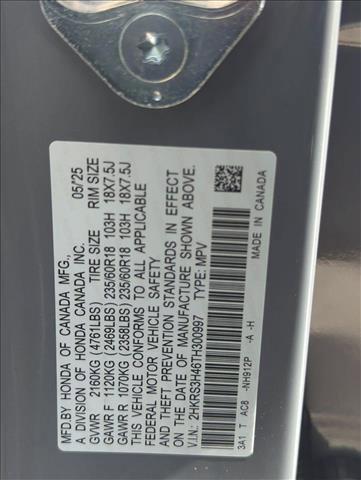 MFD.BY HONDA OF CANADA MFG.,
A DIVISION OF HONDA CANADA INC. 05/25
GVWR 2160KG (4761LBS) TIRE SIZE RIM SIZE
GAWR F 1120KG (2469LBS) 235/60R18 103H 18X7.5J
GAWR R 1070KG (2358LBS) 235/60R18 103H 18X7.5J
THIS VEHICLE CONFORMS TO ALL APPLICABLE
FEDERAL MOTOR VEHICLE SAFETY
AND THEFT PREVENTION STANDARDS IN EFFECT
ON THE DATE OF MANUFACTURE SHOWN ABOVE.
V.I.N: 2HKRS3H46TH300997 TYPE: MPV
3A1 T AC8 -NH912P -A -H MADE IN CANADA